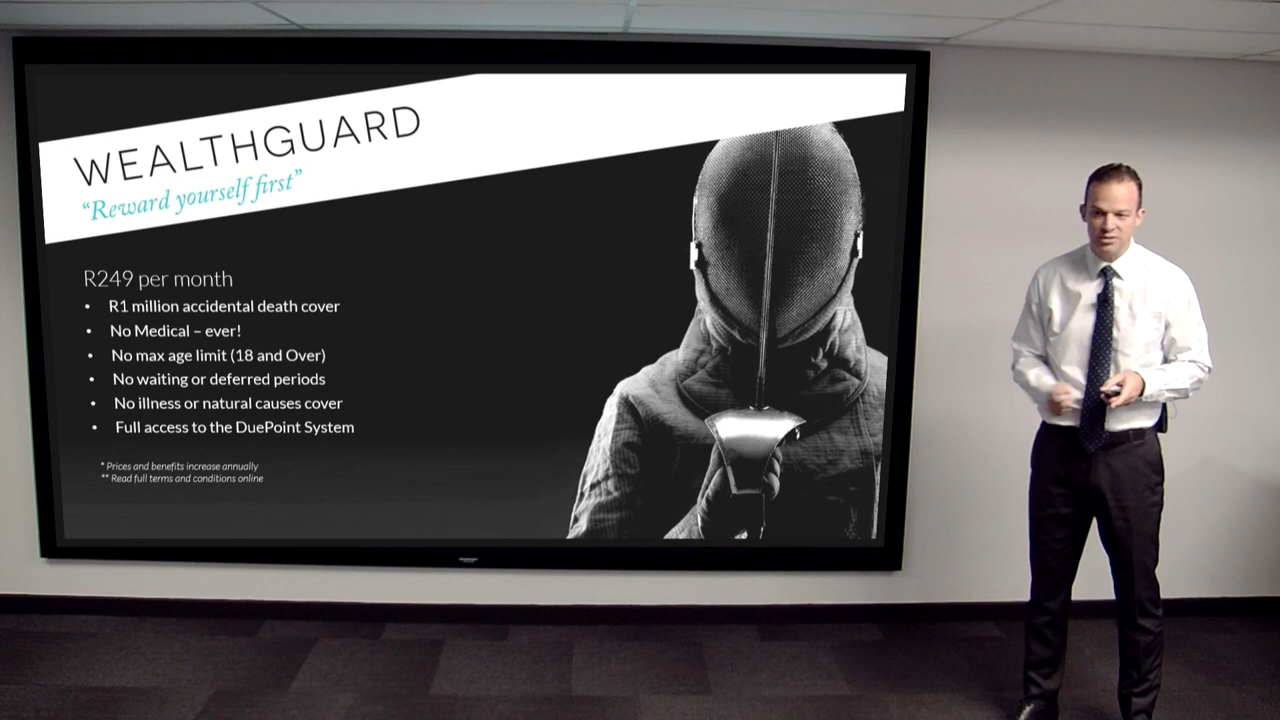 WEALTHGUARD
“Reward yourself first”
R249 per month
• R1 million accidental death cover
• No Medical – ever!
• No max age limit (18 and Over)
• No waiting or deferred periods
• No illness or natural causes cover
• Full access to the DuePoint System
* Prices and benefits increase annually
** Read full terms and conditions online